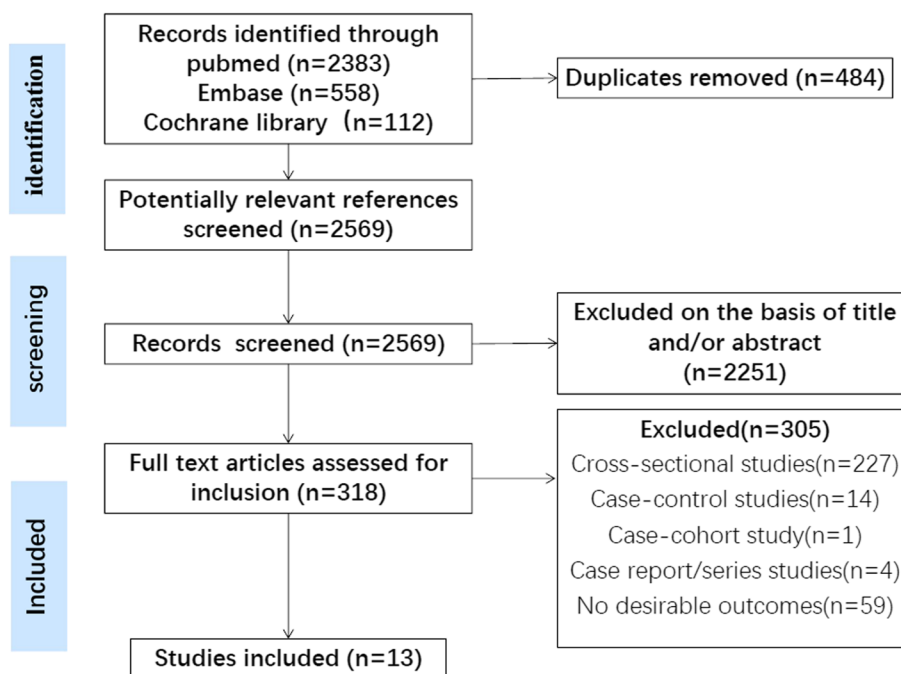 identification
Records identified through
pubmed (n=2383)
Embase (n=558)
Cochrane library（n=112)
Duplicates removed (n=484)
Potentially relevant references
screened (n=2569)
screening
Records screened (n=2569)
Excluded on the basis of title
and/or abstract
(n=2251)
Included
Full text articles assessed for
inclusion (n=318)
Excluded(n=305)
Cross-sectional studies(n=227)
Case-control studies(n=14)
Case-cohort study(n=1)
Case report/series studies(n=4)
No desirable outcomes(n=59)
Studies included (n=13)